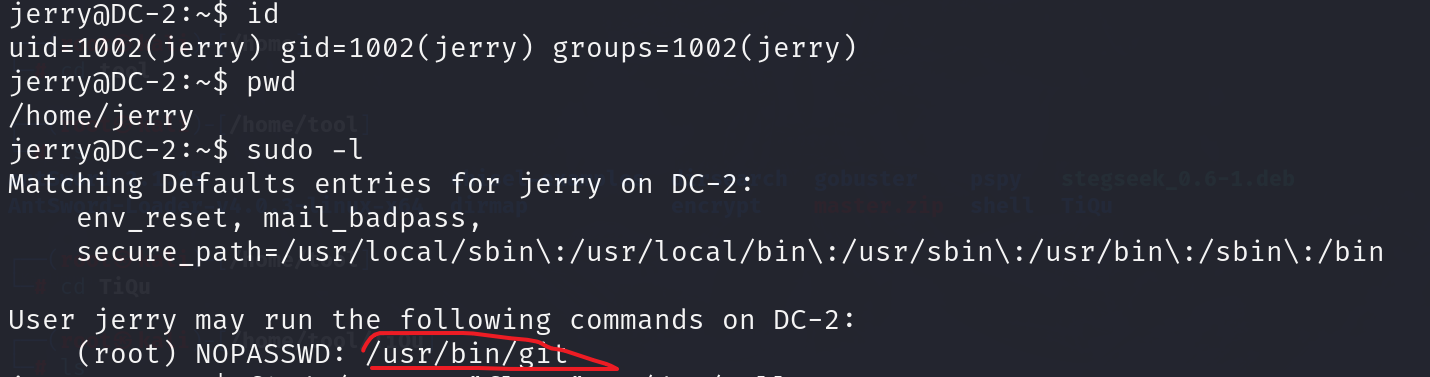 jerry@DC-2:~$ id
uid=1002(jerry) gid=1002(jerry) groups=1002(jerry)
jerry@DC-2:~$ pwd
/home/jerry
jerry@DC-2:~$ sudo -l
Matching Defaults entries for jerry on DC-2:
    env_reset, mail_badpass,
    secure_path=/usr/local/sbin\:/usr/local/bin\:/usr/sbin\:/usr/bin\:/sbin\:/bin

User jerry may run the following commands on DC-2:
    (root) NOPASSWD: /usr/bin/git